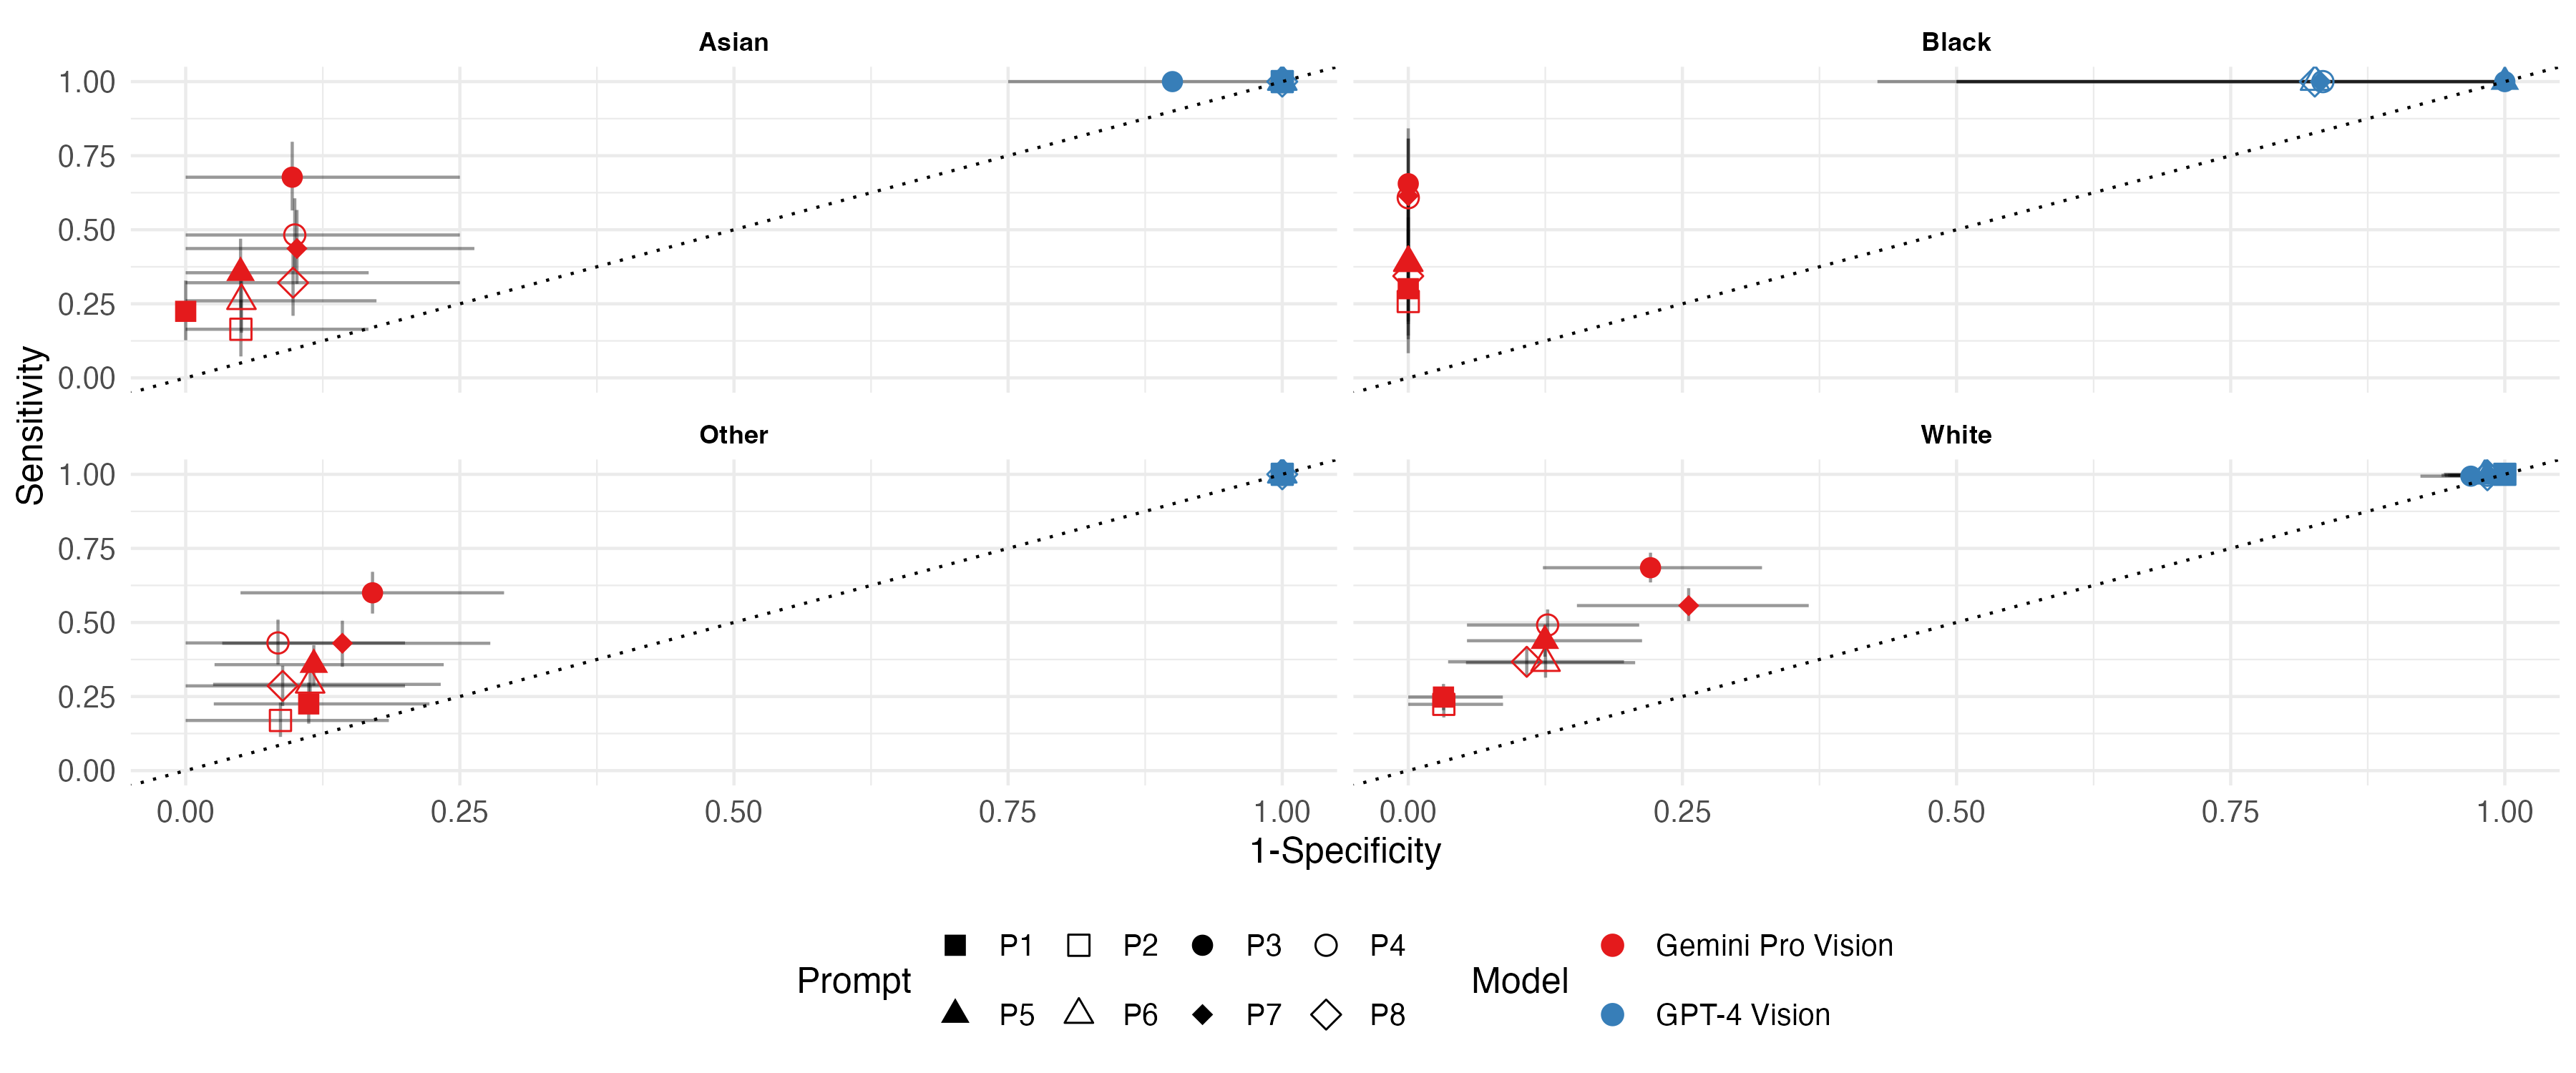 Asian
Black
1.00
0.75
0.50
0.25
0.00
Other
White
1.00
0.75
0.50
0.25
0.00
Sensitivity
0.00 0.25 0.50 0.75 1.00
0.00 0.25 0.50 0.75 1.00
1-Specificity
Prompt
P1 P2 P3 P4
P5 P6 P7 P8
Model
Gemini Pro Vision
GPT-4 Vision